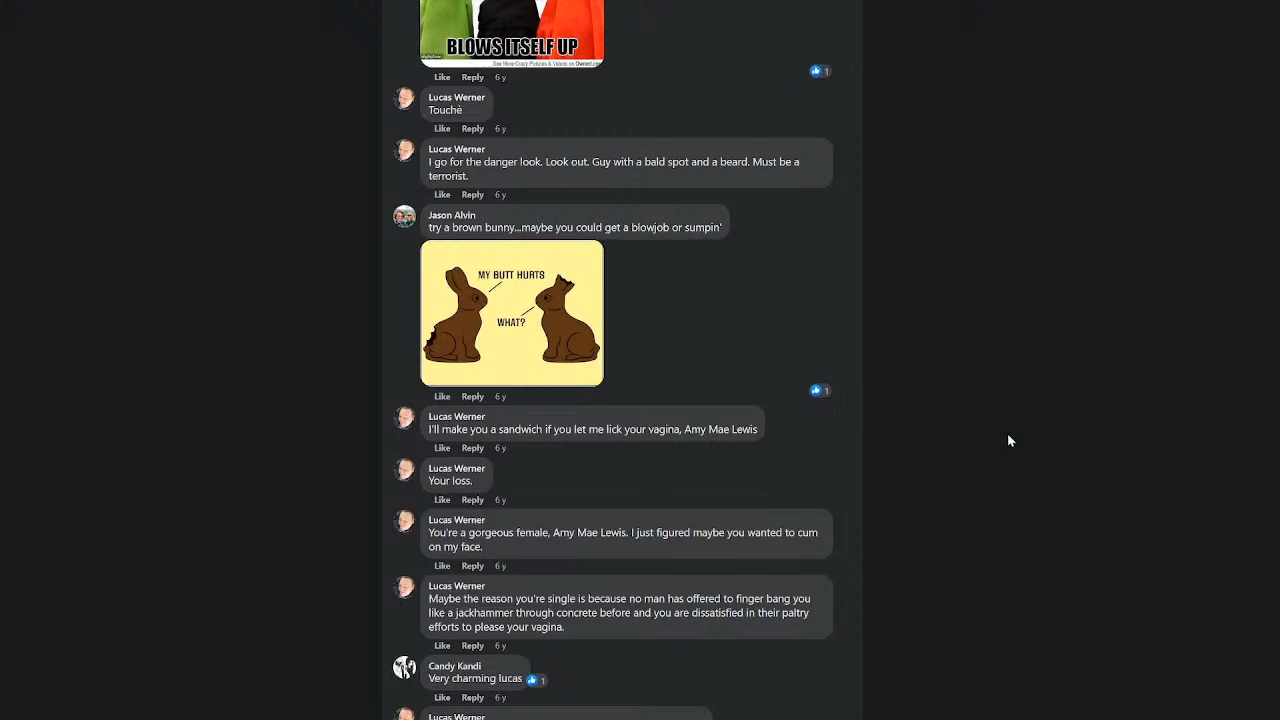 BLOWS ITSELF UP
See More Crazy Pictures & Videos on Owned.com
Like Reply 6 y
1
Lucas Werner
Touchè
Like Reply 6 y
Lucas Werner
I go for the danger look. Look out. Guy with a bald spot and a beard. Must be a
terrorist.
Like Reply 6 y
Jason Alvin
try a brown bunny...maybe you could get a blowjob or sumpin'
MY BUTT HURTS
WHAT?
1
Like Reply 6 y
Lucas Werner
I'll make you a sandwich if you let me lick your vagina, Amy Mae Lewis
Like Reply 6 y
Lucas Werner
Your loss.
Like Reply 6 y
Lucas Werner
You're a gorgeous female, Amy Mae Lewis. I just figured maybe you wanted to cum
on my face.
Like Reply 6 y
Lucas Werner
Maybe the reason you're single is because no man has offered to finger bang you
like a jackhammer through concrete before and you are dissatisfied in their paltry
efforts to please your vagina.
Like Reply 6 y
Candy Kandi
Very charming lucas
1
Like Reply 6 y
Lucas Werner